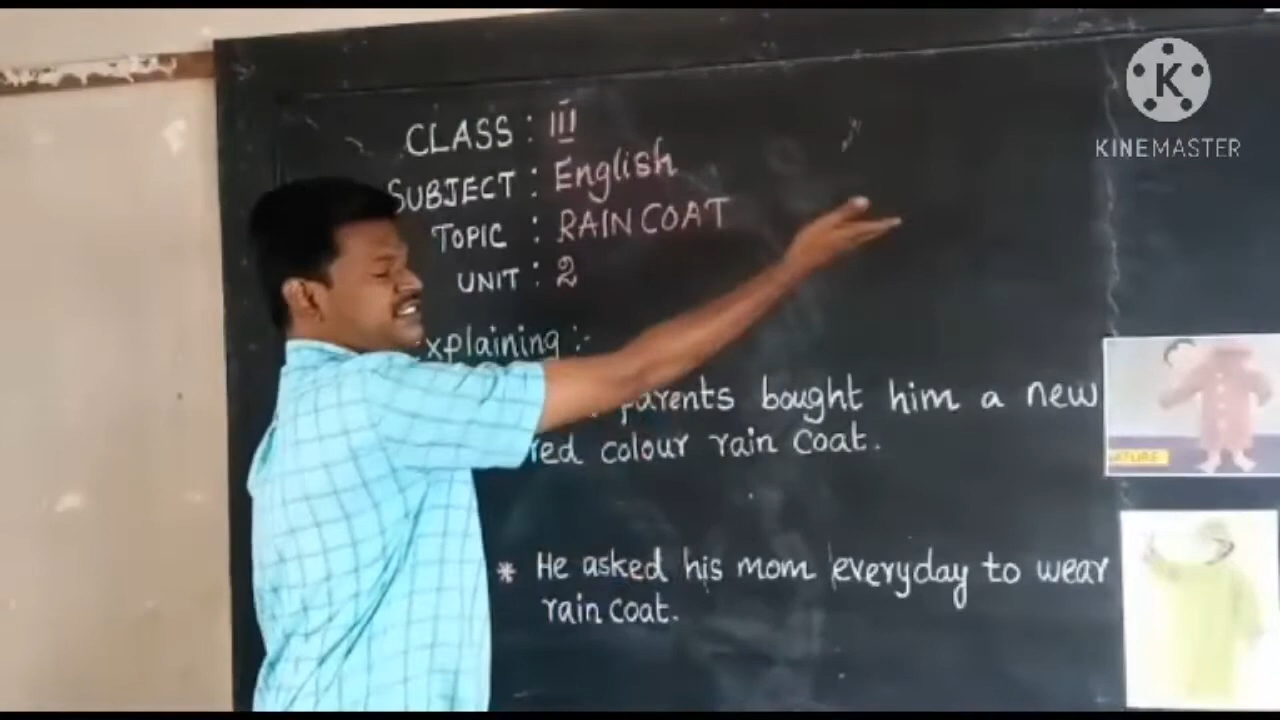 CLASS : III
SUBJECT : English
TOPIC : RAIN COAT
UNIT : 2
xplaining :-
parents bought him a new
red colour rain coat.
* He asked his mom everyday to wear
rain coat.
K
KINEMASTER